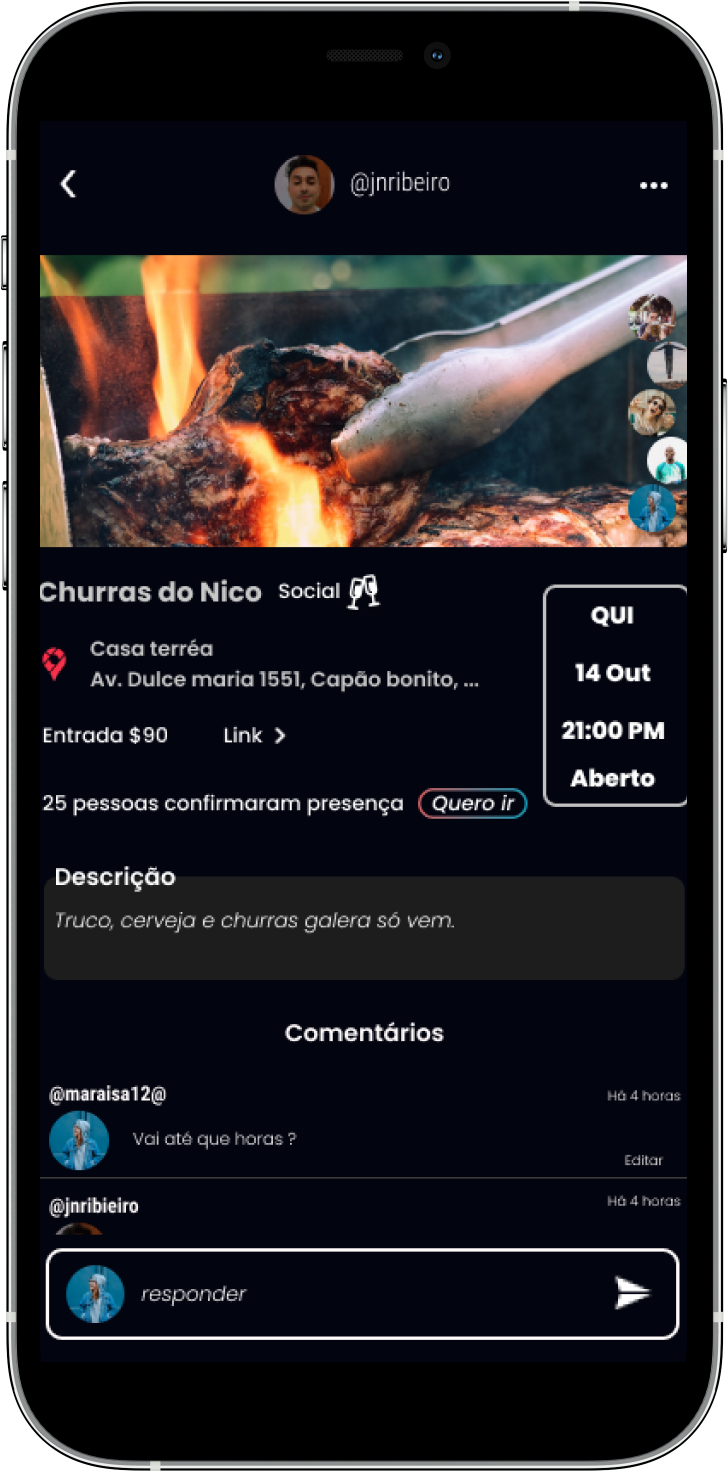 @jnribeiro
Churras do Nico
Social
Casa terréa
Av. Dulce maria 1551, Capão bonito, ...
QUI
14 Out
21:00 PM
Aberto
Entrada $90
Link
25 pessoas confirmaram presença
Quero ir
Descrição
Truco, cerveja e churras galera só vem.
Comentários
@maraisa12@
Há 4 horas
Vai até que horas ?
Editar
@jnribieiro
Há 4 horas
responder